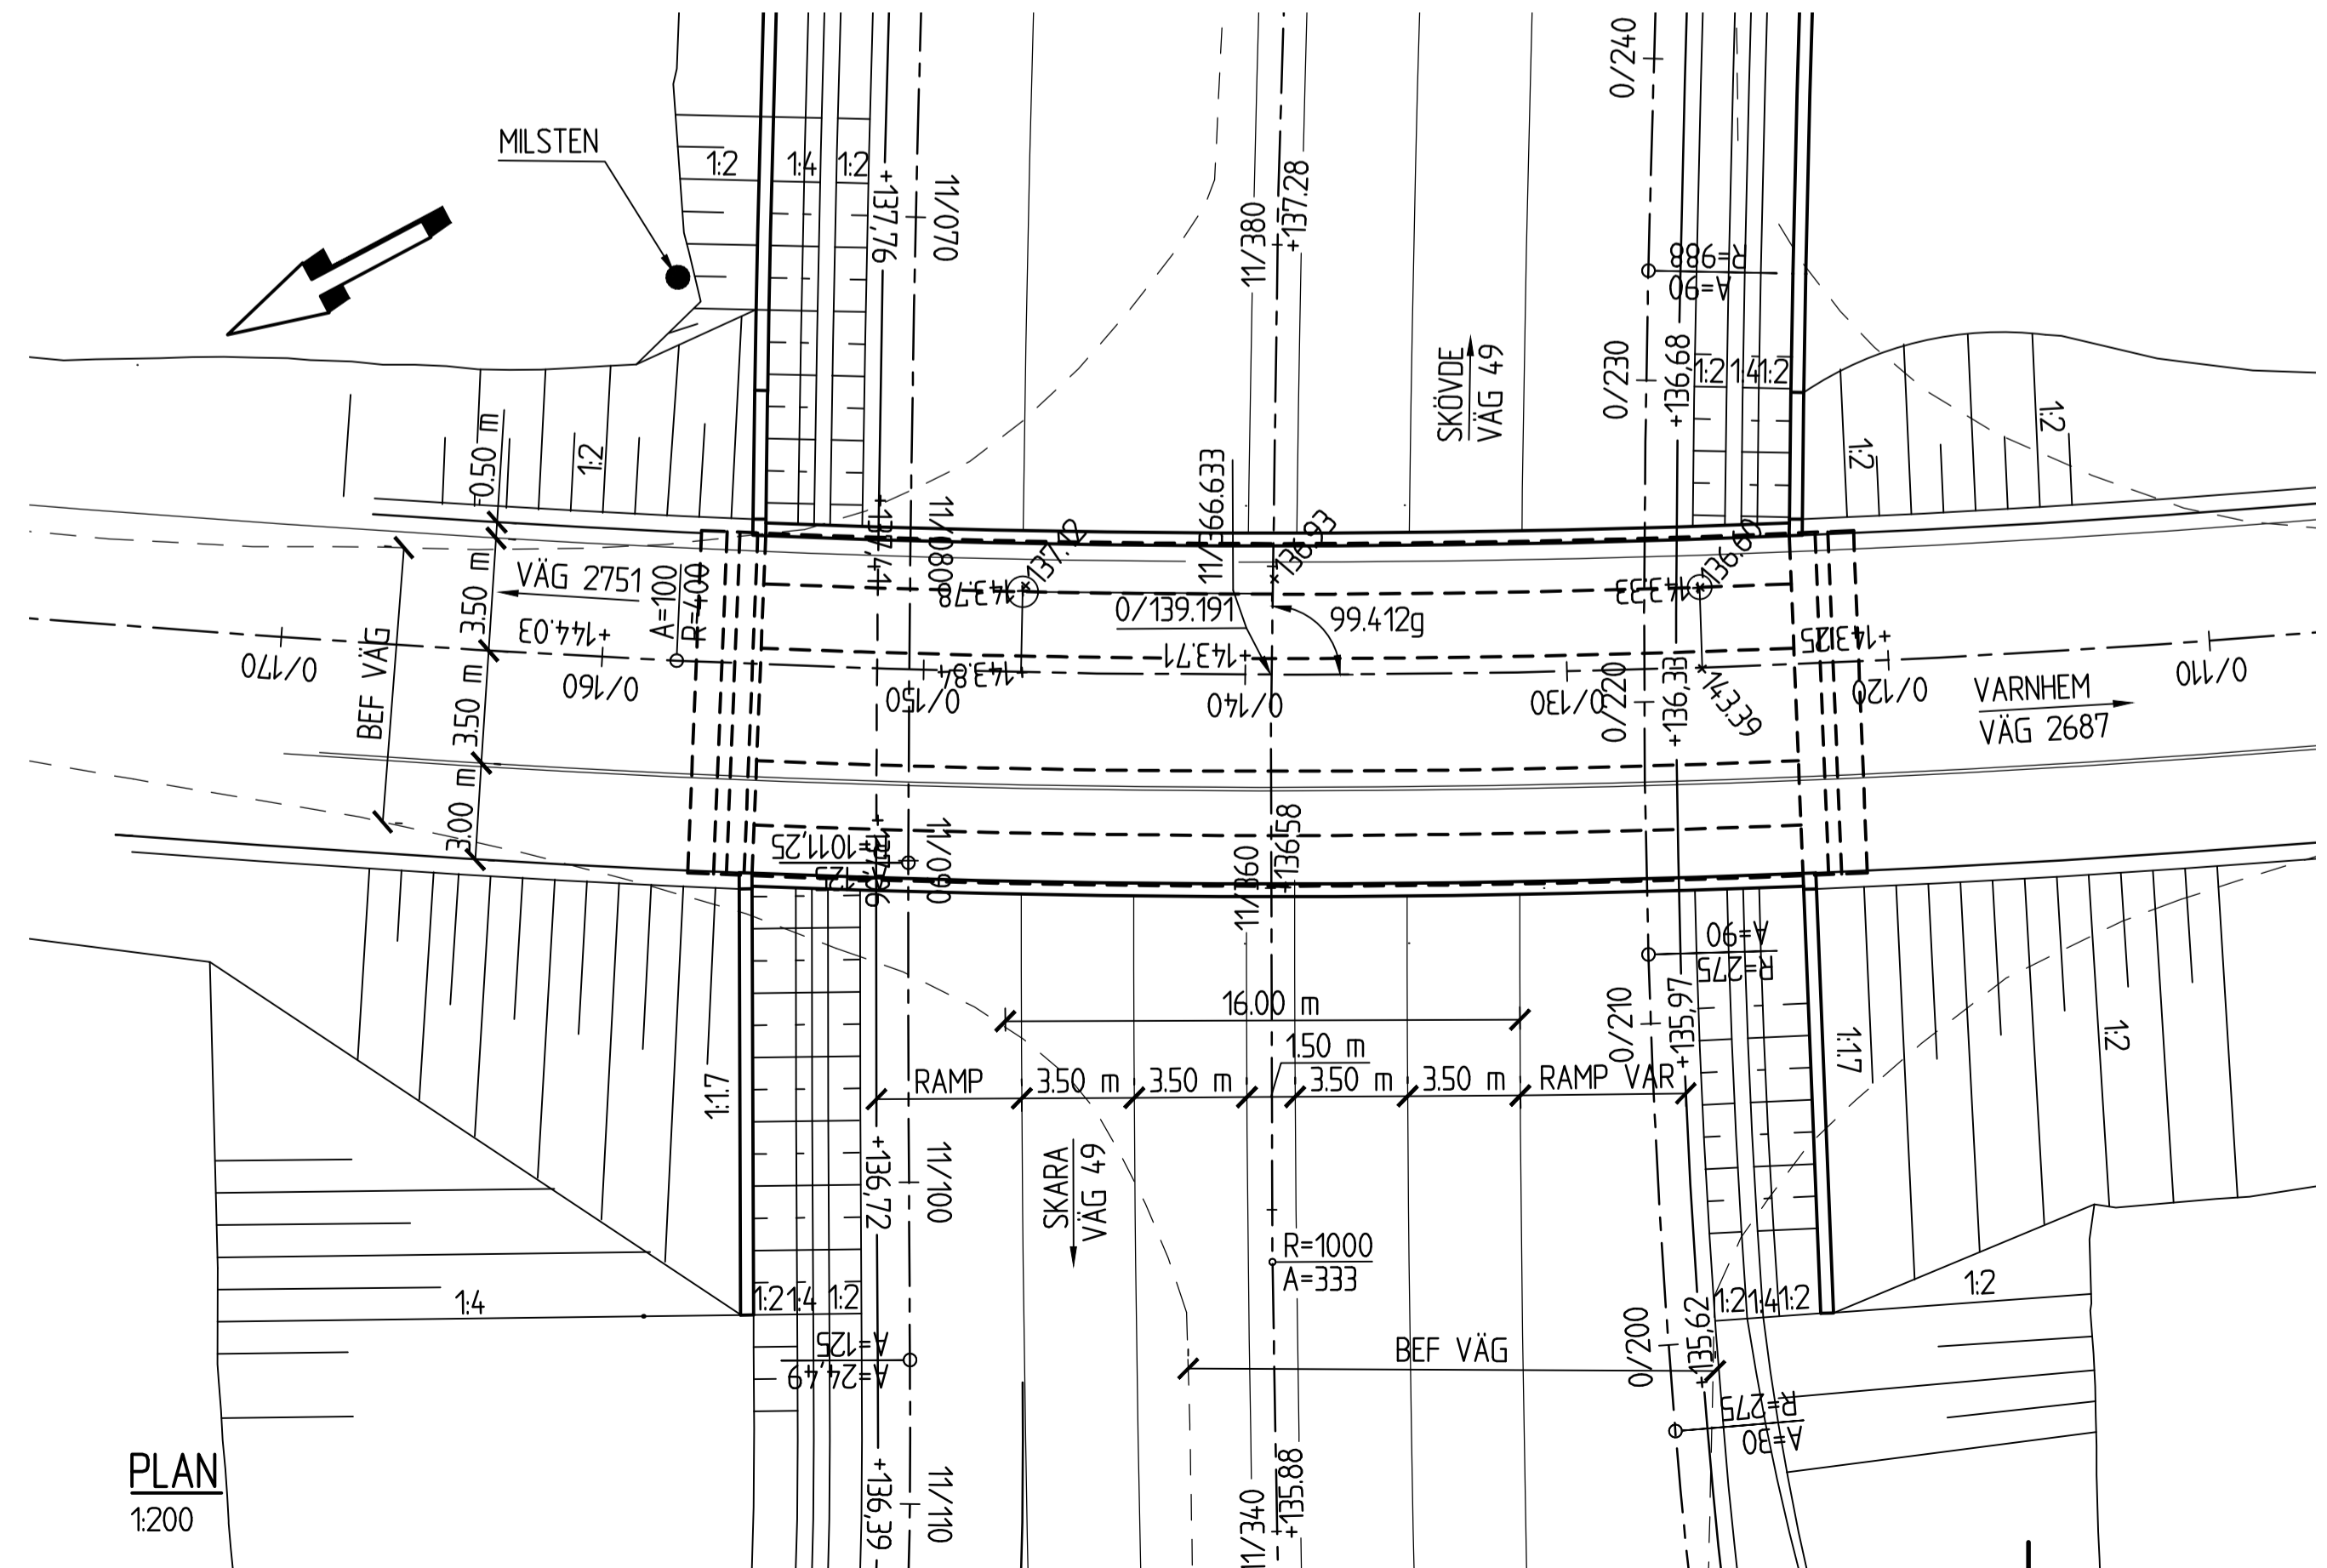 MILSTEN
1:2
1:4
1:2
+137,76
11/070
11/380
+137.28
0/240
R=988
A=90
SKÖVDE
VÄG 49
0/230
+136,68
1:2
1:4
1:2
1:2
1:2
0.50 m
1:2
11/366.633
+137,41
11/080
137.12
136.93
136.69
VÄG 2751
A=100
R=400
3.50 m
143.78
0/139.191
99.412g
143.33
+144.03
+143.71
+143.25
BEF VÄG
0/170
0/160
143.84
0/150
0/140
0/130
0/220
+136,33
143.39
0/120
0/110
VARNHEM
VÄG 2687
3.50 m
3.00 m
R=1011,25
11/090
11/360
+136.58
A=90
R=275
16.00 m
0/210
+135,97
1:1.7
1:2
1.50 m
RAMP
3.50 m
3.50 m
3.50 m
3.50 m
RAMP VAR
1:1.7
+136,72
11/100
SKARA
VÄG 49
R=1000
A=333
1:4
1:2
1:4
1:2
1:2
1:4
1:2
1:2
A=125
A=24,49
BEF VÄG
0/200
+135,62
R=275
A=30
PLAN
1:200
+136,39
11/110
11/340
+135.88